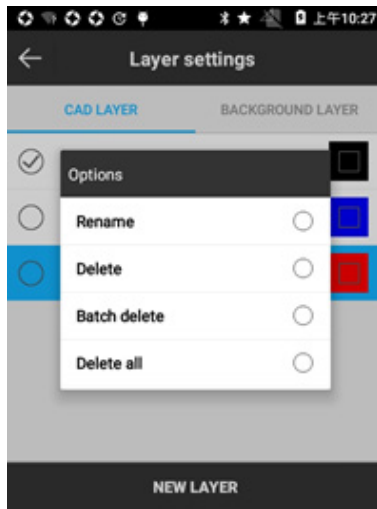 上午10:27
Layer settings
CAD LAYER
BACKGROUND LAYER
Options
Rename
Delete
Batch delete
Delete all
NEW LAYER